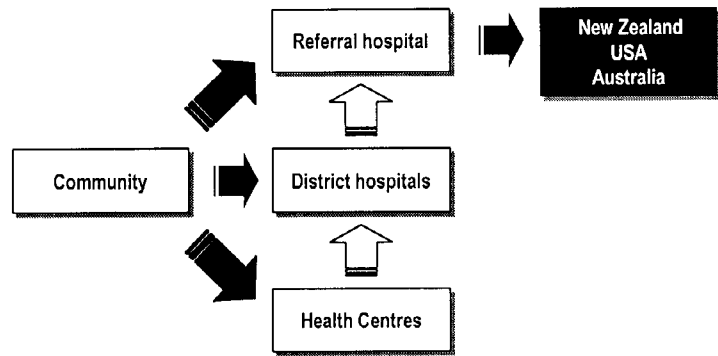 Referral hospital
New Zealand
USA
Australia
Community
District hospitals
Health Centres